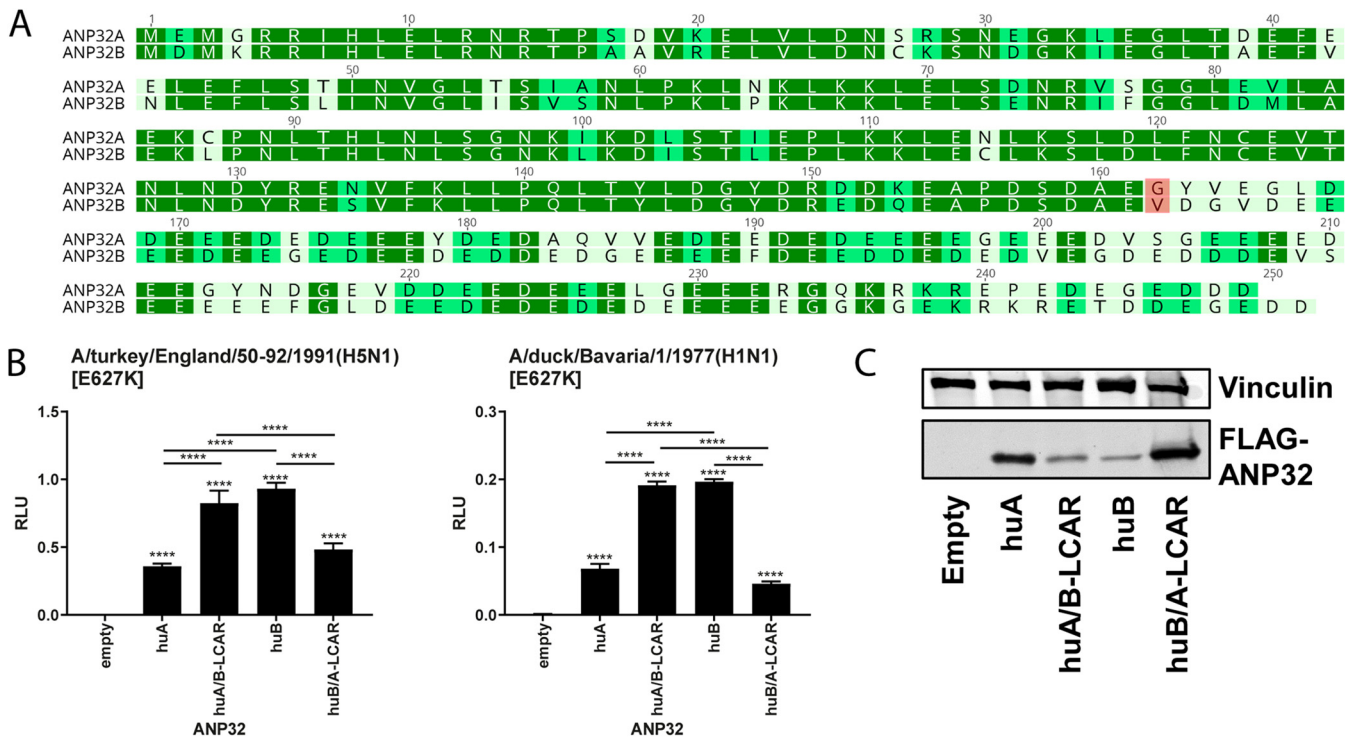 A
1 10 20 30 40
ANP32A M E M G R R I H L E L R N R T P S D V K E L V L D N S R S N E G K L E G L T D E F E
ANP32B M D M K R R I H L E L R N R T P A A V R E L V L D N C K S N D G K I E G L T A E F V
50 60 70 80
ANP32A E L E F L S T I N V G L T S I A N L P K L N K L K K L E L S D N R V S G G L E V L A
ANP32B N L E F L S L I N V G L I S V S N L P K L P K L K K L E L S E N R I F G G L D M L A
90 100 110 120
ANP32A E K C P N L T H L N L S G N K I K D L S T I E P L K K L E N L K S L D L F N C E V T
ANP32B E K L P N L T H L N L S G N K L K D I S T L E P L K K L E C L K S L D L F N C E V T
130 140 150 160
ANP32A N L N D Y R E N V F K L L P Q L T Y L D G Y D R D D K E A P D S D A E G Y V E G L D
ANP32B N L N D Y R E S V F K L L P Q L T Y L D G Y D R E D Q E A P D S D A E V D G V D E E
170 180 190 200 210
ANP32A D E E E D E D E E E Y D E D A Q V V E D E E D E D E E E E G E E E D V S G E E E E D
ANP32B E E D E E G E D E E D E D D E D G E E E E F D E E D D E D E D V E G D E D D D E V S
220 230 240 250
ANP32A E E G Y N D G E V D D E E D E E E L G E E E R G Q K R K R E P E D E G E D D D
ANP32B E E E E E F G L D E E D E D E D E D E E E E E G G K G E K R K R E T D D E G E D D
B
A/turkey/England/50-92/1991(H5N1)
[E627K]
RLU
1.5
1.0
0.5
0.0
**** **** **** ****
**** **** **** ****
empty
huA
huA/B-LCAR
huB
huB/A-LCAR
ANP32
A/duck/Bavaria/1/1977(H1N1)
[E627K]
RLU
0.3
0.2
0.1
0.0
**** **** **** ****
**** **** **** ****
empty
huA
huA/B-LCAR
huB
huB/A-LCAR
ANP32
C
Vinculin
FLAG-
ANP32
Empty
huA
huA/B-LCAR
huB
huB/A-LCAR